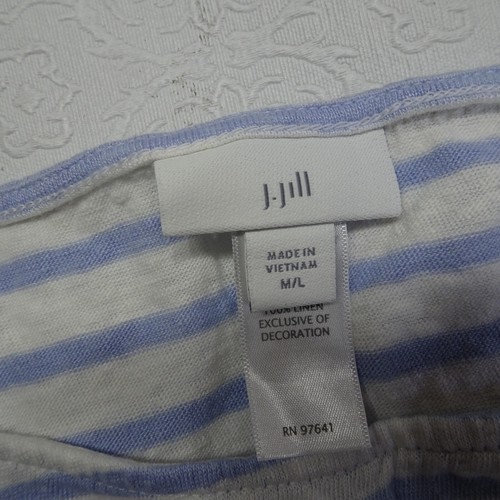 J.Jill
MADE IN
VIETNAM
M/L
100% LINEN
EXCLUSIVE OF
DECORATION
RN 97641